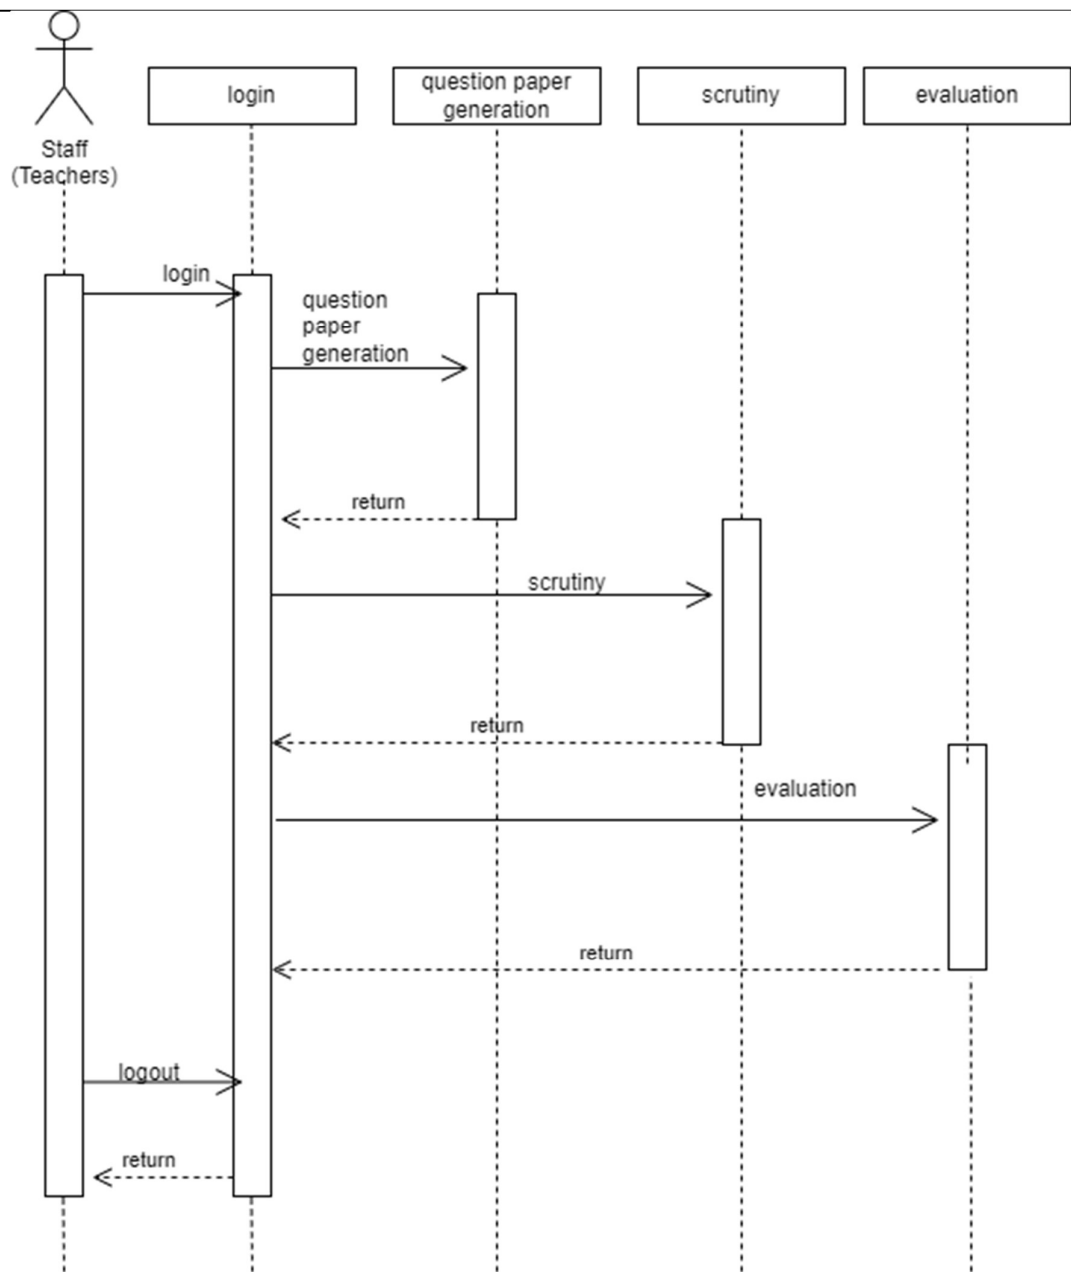 login
question paper
generation
scrutiny
evaluation
Staff
(Teachers)
login
question
paper
generation
return
scrutiny
return
evaluation
return
logout
return